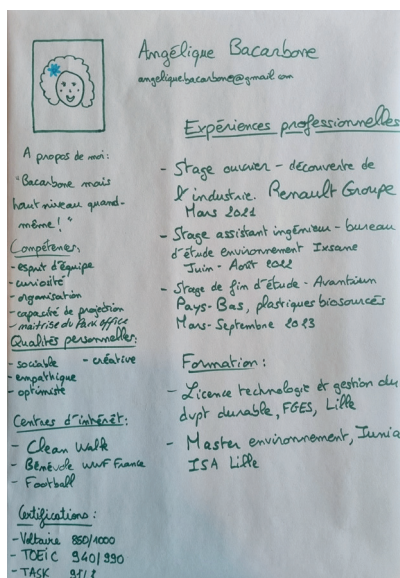 Angélique Bacarbone
angelique.bacarbone@gmail.com
A propos de moi :
"Bacarbone mais
haut niveau quand-
même ! "
Compétences :
- esprit d'équipe
- curiosité
- organisation
- capacité de projection
- maîtrise du Pack office
Qualités personnelles :
- sociable - créative
- empathique
- optimiste
Centres d'intérêt :
- Clean Walk
- Bénévole WWF France
- Football
Certifications :
- Voltaire 850/1000
- TOEIC 940/990
- TASK
Expériences professionnelles
- Stage ouvrier - découverte de
l'industrie. Renault Groupe
Mars 2021
- Stage assistant ingénieur - bureau
d'étude environnement Ixsane
Juin - Août 2022
- Stage de fin d'étude - Avantium
Pays-Bas, plastiques biosourcés
Mars-Septembre 2023
Formation :
- Licence technologie et gestion du
dvpt durable, FGES, Lille
- Master environnement, Junia
ISA Lille